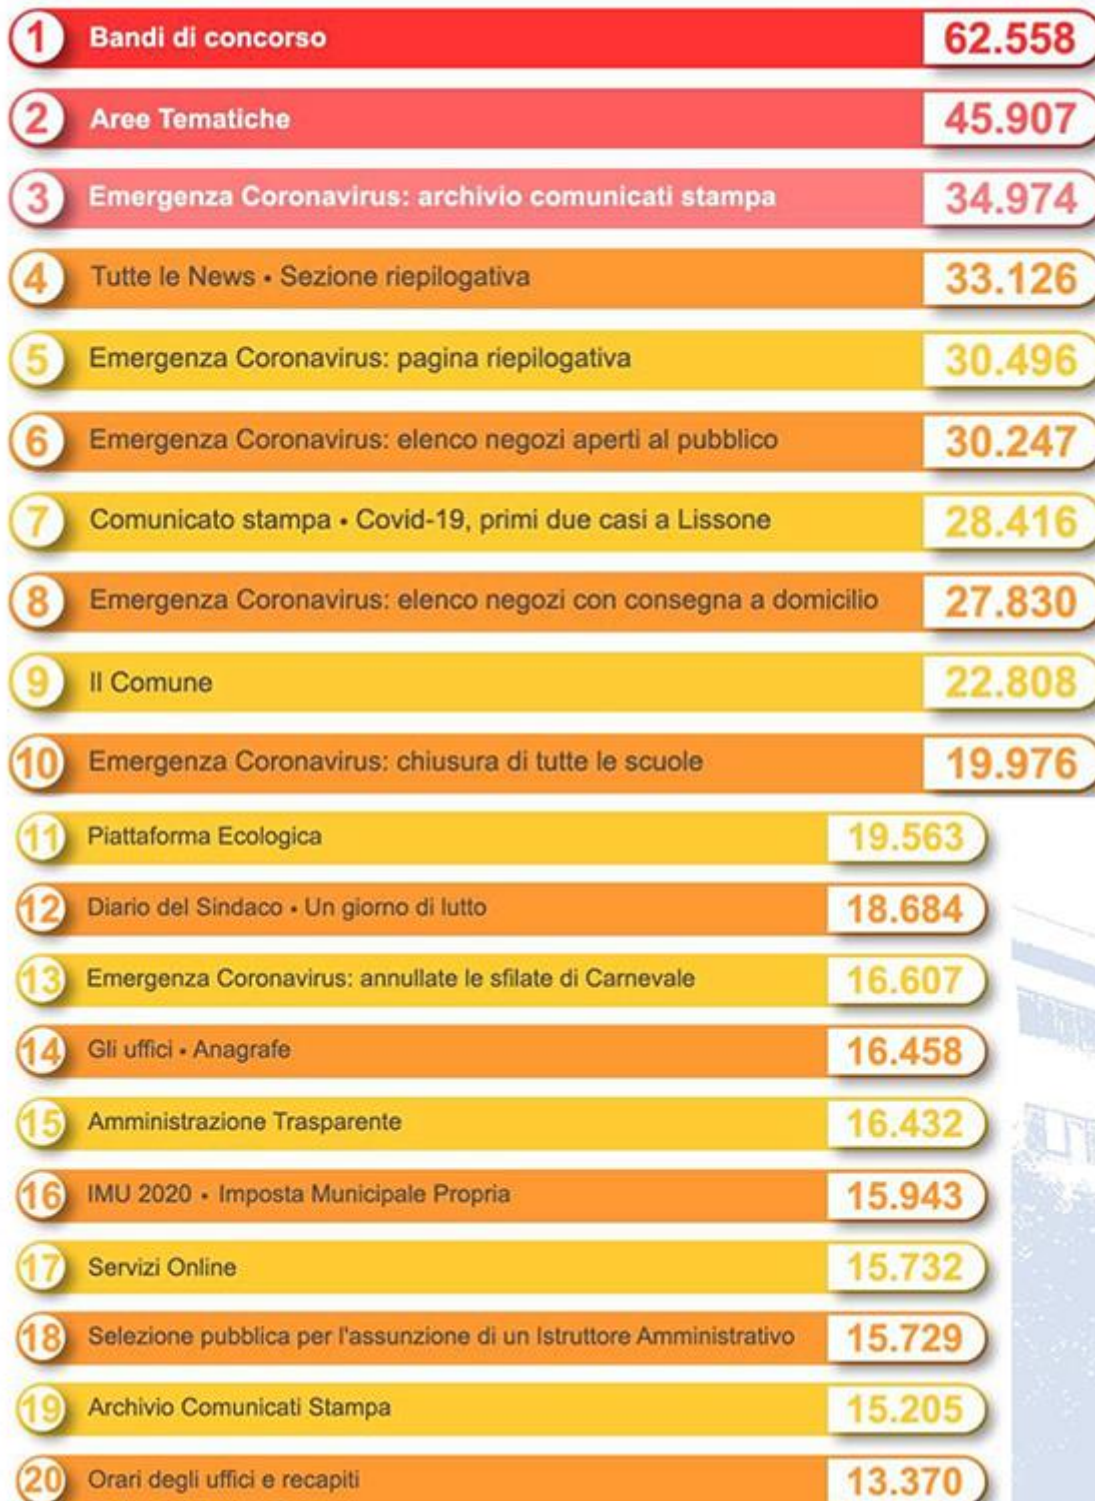 1 Bandi di concorso 62.558
2 Aree Tematiche 45.907
3 Emergenza Coronavirus: archivio comunicati stampa 34.974
4 Tutte le News • Sezione riepilogativa 33.126
5 Emergenza Coronavirus: pagina riepilogativa 30.496
6 Emergenza Coronavirus: elenco negozi aperti al pubblico 30.247
7 Comunicato stampa • Covid-19, primi due casi a Lissone 28.416
8 Emergenza Coronavirus: elenco negozi con consegna a domicilio 27.830
9 Il Comune 22.808
10 Emergenza Coronavirus: chiusura di tutte le scuole 19.976
11 Piattaforma Ecologica 19.563
12 Diario del Sindaco • Un giorno di lutto 18.684
13 Emergenza Coronavirus: annullate le sfilate di Carnevale 16.607
14 Gli uffici • Anagrafe 16.458
15 Amministrazione Trasparente 16.432
16 IMU 2020 • Imposta Municipale Propria 15.943
17 Servizi Online 15.732
18 Selezione pubblica per l'assunzione di un Istruttore Amministrativo 15.729
19 Archivio Comunicati Stampa 15.205
20 Orari degli uffici e recapiti 13.370